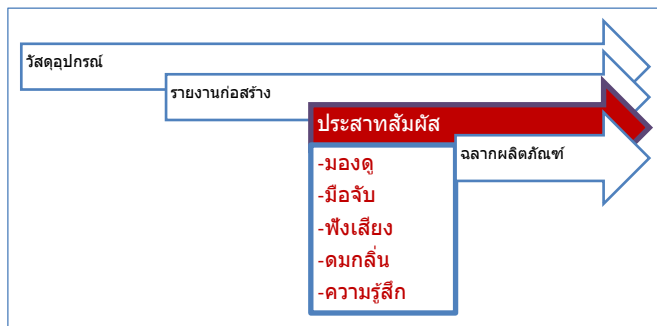 วัสดุอุปกรณ์
รายงานก่อสร้าง
ประสาทสัมผัส
ฉลากผลิตภัณฑ์
-มองดู
-มือจับ
-ฟังเสียง
-ดมกลิ่น
-ความรู้สึก